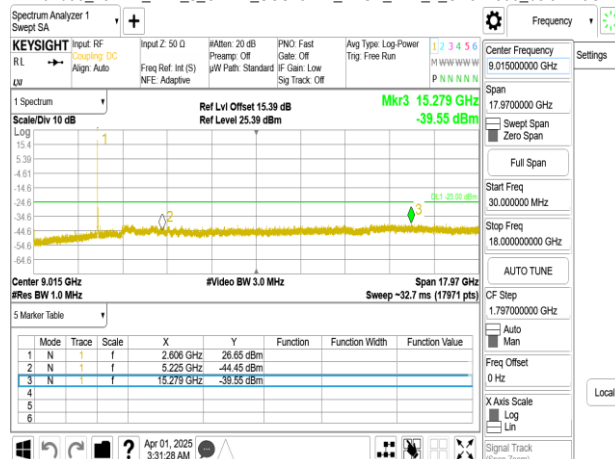 Spectrum Analyzer 1
Swept SA
+
Frequency
Settings
KEYSIGHT
RL
LXI
Input: RF
Coupling: DC
Align: Auto
Input Z: 50 Ω
Freq Ref: Int (S)
NFE: Adaptive
#Atten: 20 dB
Preamp: Off
µW Path: Standard
PNO: Fast
Gate: Off
IF Gain: Low
Sig Track: Off
Avg Type: Log-Power
Trig: Free Run
1 2 3 4 5 6
M W W W W W
P N N N N N
1 Spectrum
Scale/Div 10 dB
Ref Lvl Offset 15.39 dB
Ref Level 25.39 dBm
Mkr3 15.279 GHz
-39.55 dBm
Log
15.4
5.39
-4.61
-14.6
-24.6
-34.6
-44.6
-54.6
-64.6
1
2
3
DL1 -25.00 dBm
Center 9.015 GHz
#Res BW 1.0 MHz
#Video BW 3.0 MHz
Span 17.97 GHz
Sweep ~32.7 ms (17971 pts)
5 Marker Table
Mode Trace Scale X Y Function Function Width Function Value
1 N 1 f 2.606 GHz 26.65 dBm
2 N 1 f 5.225 GHz -44.45 dBm
3 N 1 f 15.279 GHz -39.55 dBm
4
5
6
Apr 01, 2025
3:31:28 AM
?
Center Frequency
9.015000000 GHz
Span
17.9700000 GHz
Swept Span
Zero Span
Full Span
Start Freq
30.000000 MHz
Stop Freq
18.000000000 GHz
AUTO TUNE
CF Step
1.797000000 GHz
Auto
Man
Freq Offset
0 Hz
X Axis Scale
Log
Lin
Signal Track
(Span Zoom)
Local